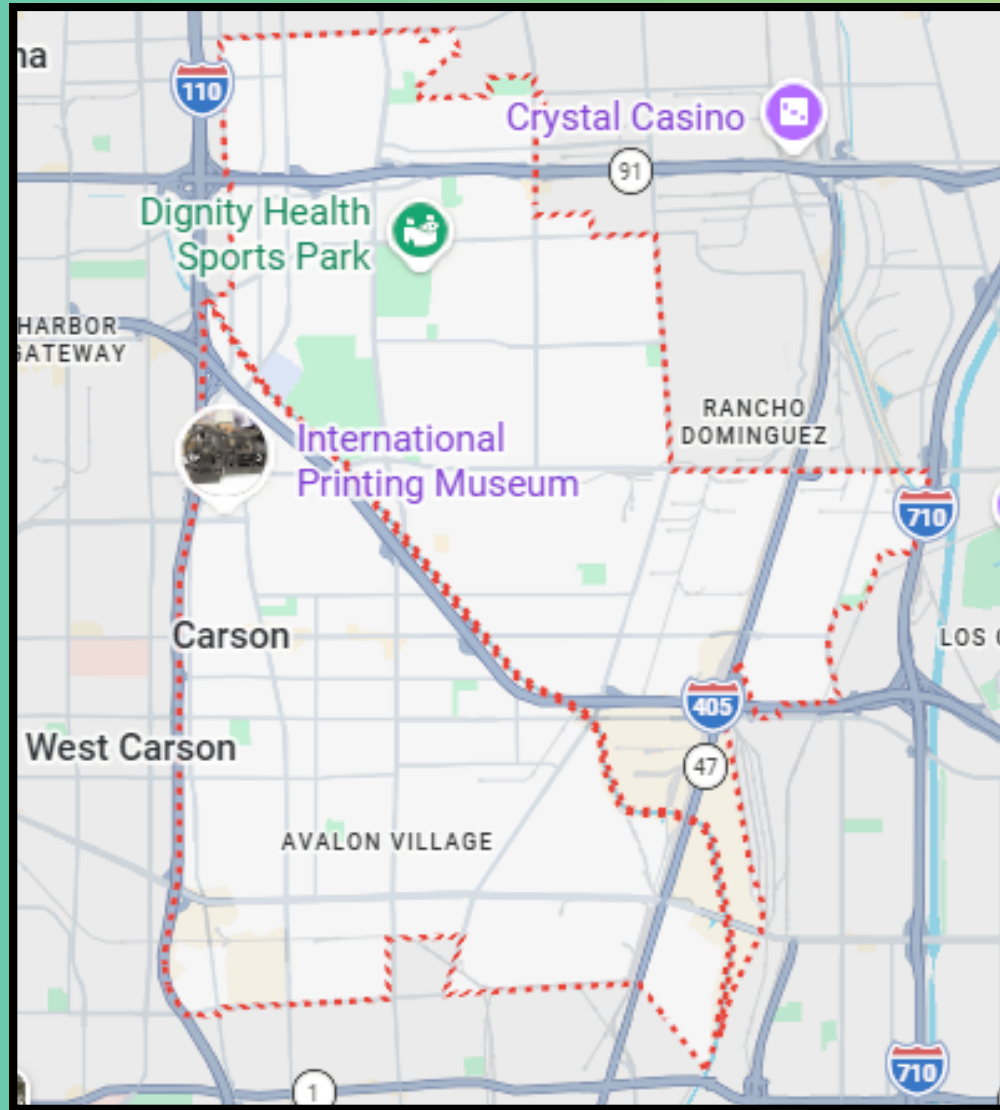 na
110
Crystal Casino
91
Dignity Health
Sports Park
HARBOR
GATEWAY
RANCHO
DOMINGUEZ
International
Printing Museum
710
Carson
LOS
405
West Carson
47
AVALON VILLAGE
710
1